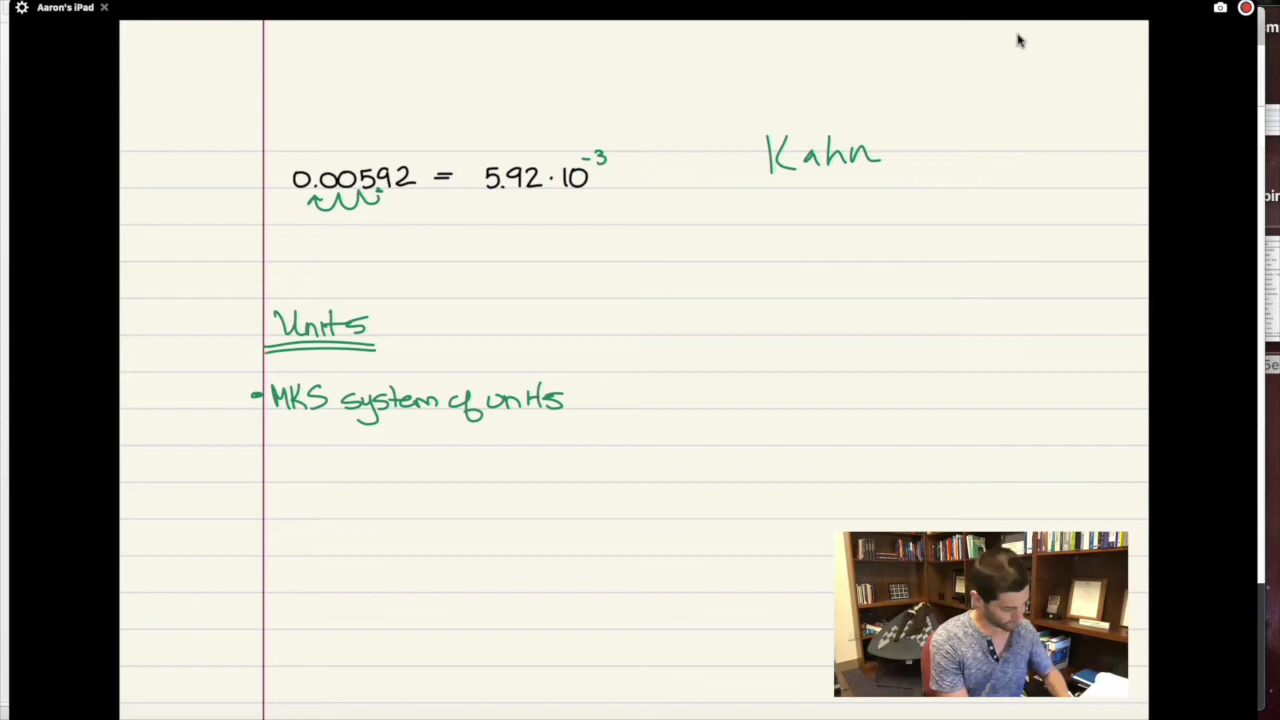 Aaron's iPad
0.00592 = 5.92 · 10⁻³
Kahn
Units
• MKS system of units